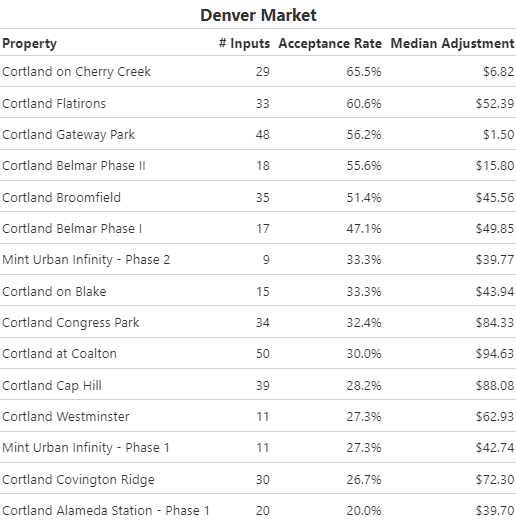 Denver Market
Property # Inputs Acceptance Rate Median Adjustment
Cortland on Cherry Creek 29 65.5% $6.82
Cortland Flatirons 33 60.6% $52.39
Cortland Gateway Park 48 56.2% $1.50
Cortland Belmar Phase II 18 55.6% $15.80
Cortland Broomfield 35 51.4% $45.56
Cortland Belmar Phase I 17 47.1% $49.85
Mint Urban Infinity - Phase 2 9 33.3% $39.77
Cortland on Blake 15 33.3% $43.94
Cortland Congress Park 34 32.4% $84.33
Cortland at Coalton 50 30.0% $94.63
Cortland Cap Hill 39 28.2% $88.08
Cortland Westminster 11 27.3% $62.93
Mint Urban Infinity - Phase 1 11 27.3% $42.74
Cortland Covington Ridge 30 26.7% $72.30
Cortland Alameda Station - Phase 1 20 20.0% $39.70